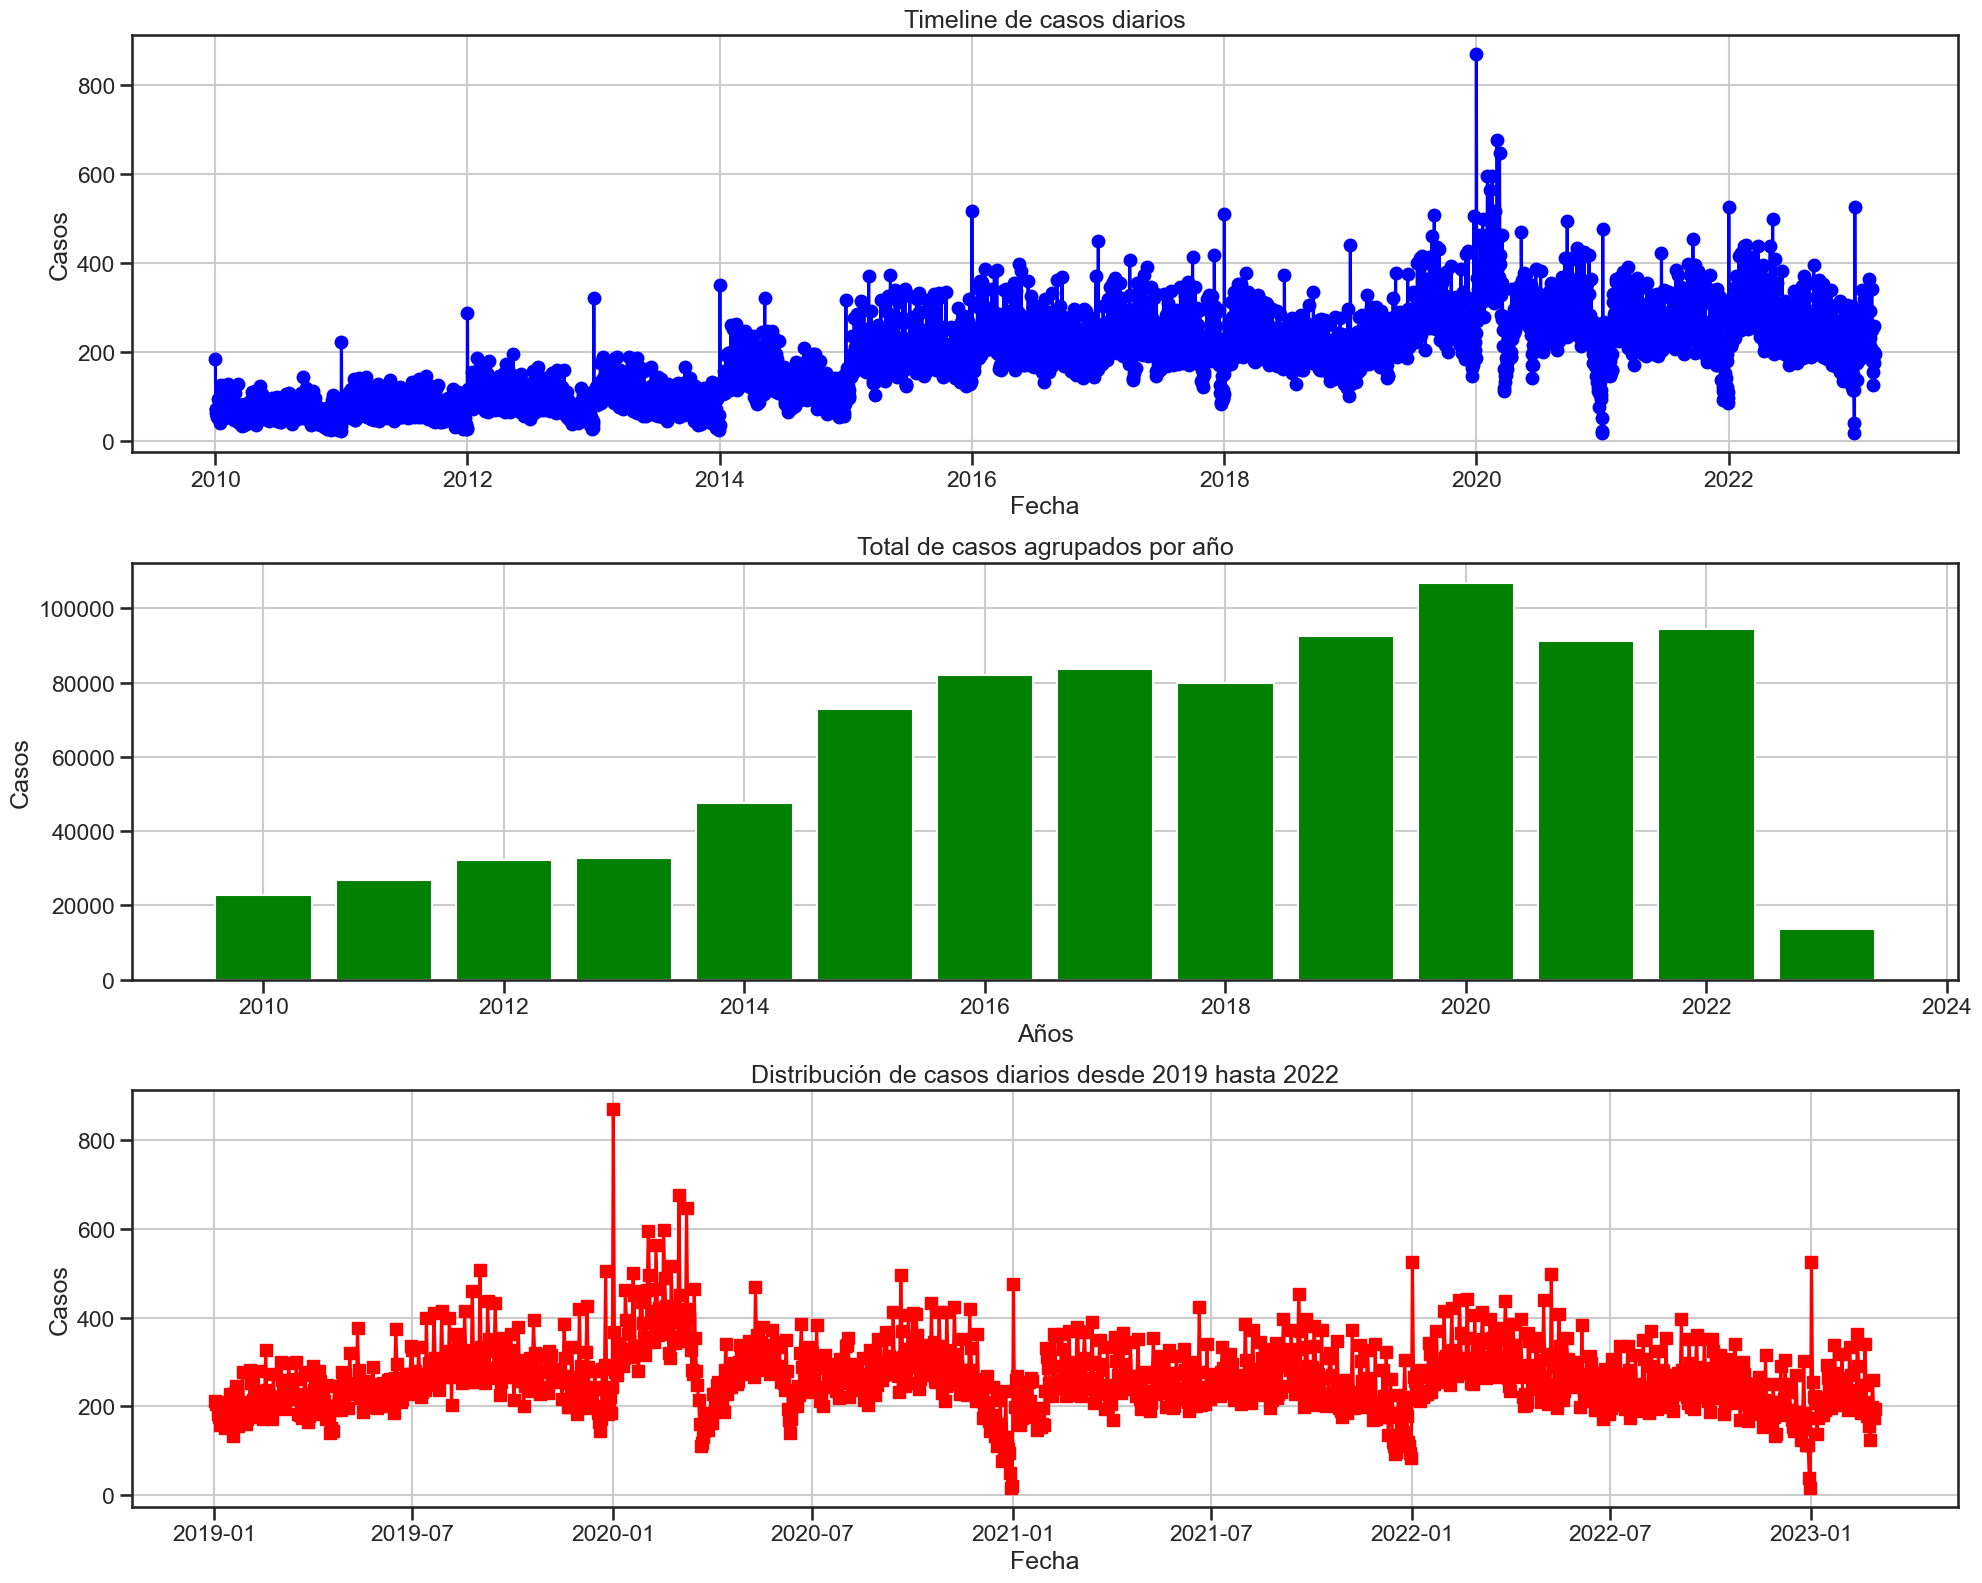 Timeline de casos diarios
800
600
400
200
0
Casos
2010 2012 2014 2016 2018 2020 2022
Fecha
Total de casos agrupados por año
100000
80000
60000
40000
20000
0
Casos
2010 2012 2014 2016 2018 2020 2022 2024
Años
Distribución de casos diarios desde 2019 hasta 2022
800
600
400
200
0
Casos
2019-01 2019-07 2020-01 2020-07 2021-01 2021-07 2022-01 2022-07 2023-01
Fecha